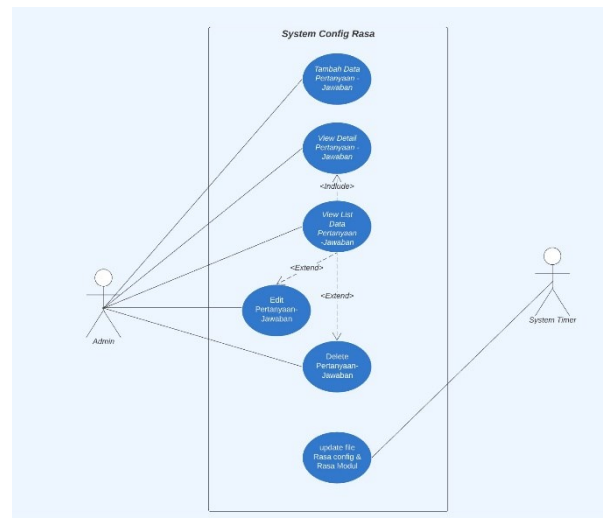 System Config Rasa
Tambah Data
Pertanyaan -
Jawaban
View Detail
Pertanyaan -
Jawaban
<Indlude>
View List
Data
Pertanyaan
-Jawaban
<Extend>
<Extend>
Edit
Pertanyaan-
Jawaban
Admin
System Timer
Delete
Pertanyaan-
Jawaban
update file
Rasa config &
Rasa Modul